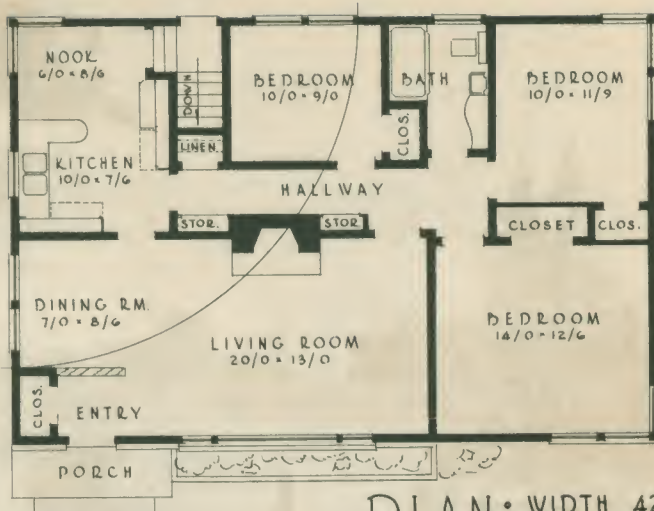 NOOK
6/0 × 8/6
BEDROOM
10/0 × 9/0
BATH
BEDROOM
10/0 × 11/9
DOWN
LINEN
CLOS.
KITCHEN
10/0 × 7/6
HALLWAY
STOR.
STOR.
CLOSET
CLOS.
DINING RM.
7/0 × 8/6
LIVING ROOM
20/0 × 13/0
BEDROOM
14/0 × 12/6
CLOS.
ENTRY
PORCH
PLAN • WIDTH 42